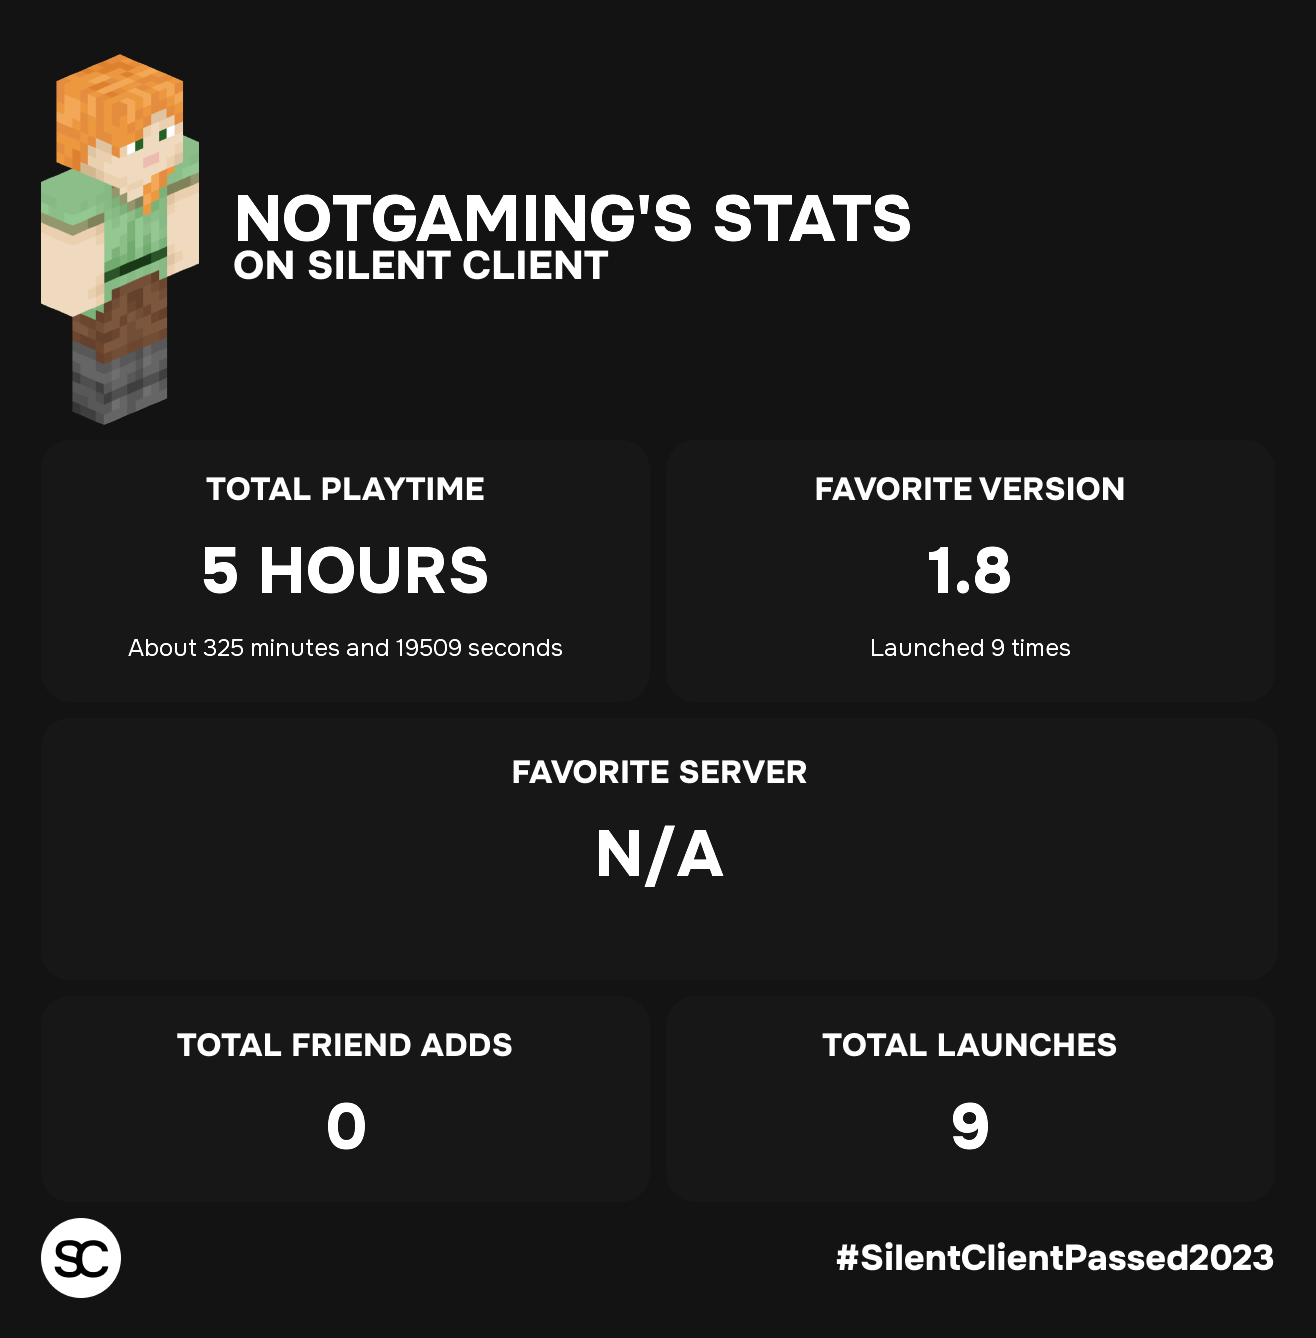 NOTGAMING'S STATS
ON SILENT CLIENT
TOTAL PLAYTIME
5 HOURS
About 325 minutes and 19509 seconds
FAVORITE VERSION
1.8
Launched 9 times
FAVORITE SERVER
N/A
TOTAL FRIEND ADDS
0
TOTAL LAUNCHES
9
SC
#SilentClientPassed2023